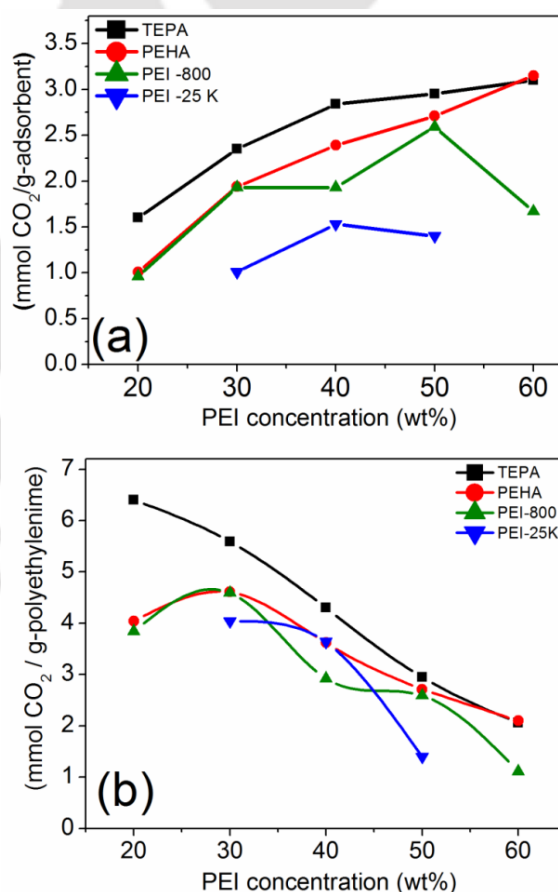 TEPA
PEHA
PEI -800
PEI -25 K
3.5
3.0
2.5
2.0
1.5
1.0
0.5
0.0
(mmol CO2/g-adsorbent)
(a)
20 30 40 50 60
PEI concentration (wt%)
TEPA
PEHA
PEI-800
PEI-25K
7
6
5
4
3
2
1
0
(mmol CO2 / g-polyethylenime)
(b)
20 30 40 50 60
PEI concentration (wt%)